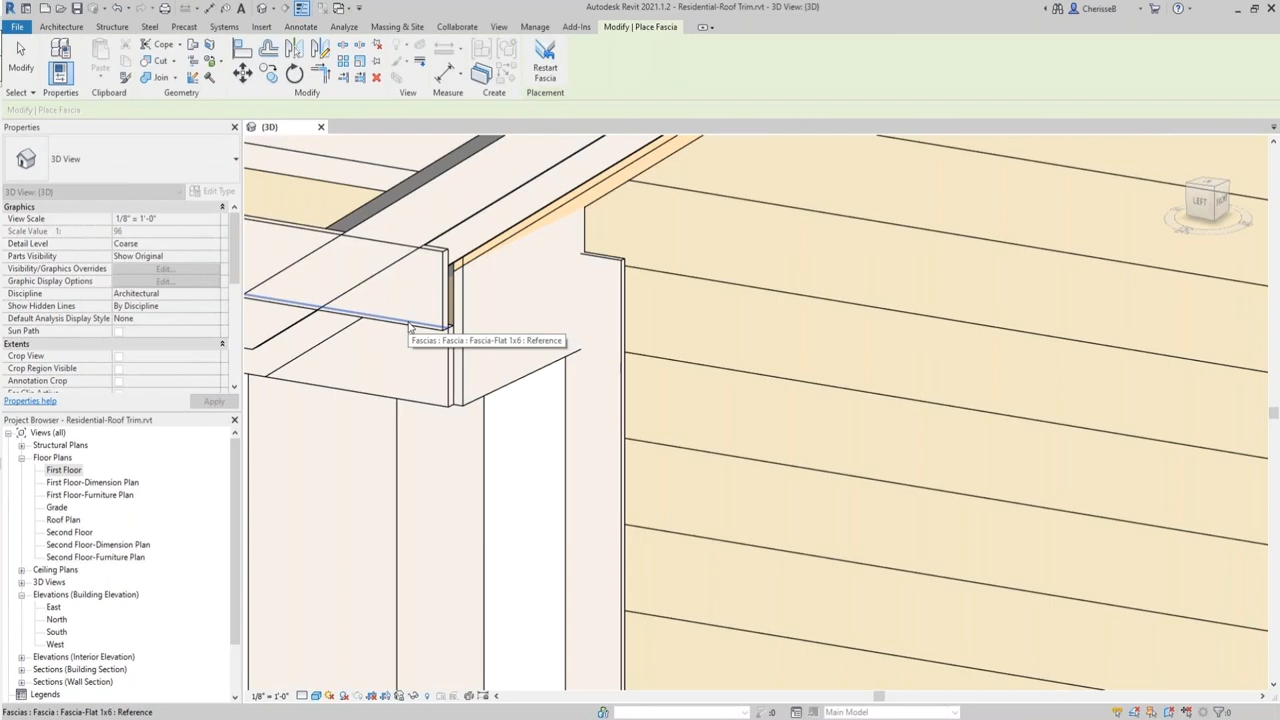 Autodesk Revit 2021.1.2 - Residential-Roof Trim.rvt - 3D View: {3D}
CherisseB
File Architecture Structure Steel Precast Systems Insert Annotate Analyze Massing & Site Collaborate View Manage Add-Ins Modify | Place Fascia
Modify Paste Cope Cut Join Restart Fascia
Select Properties Clipboard Geometry Modify View Measure Create Placement
Modify | Place Fascia
Properties
{3D}
3D View
3D View: {3D} Edit Type
Graphics
View Scale 1/8" = 1'-0"
Scale Value 1: 96
Detail Level Coarse
Parts Visibility Show Original
Visibility/Graphics Overrides Edit...
Graphic Display Options Edit...
Discipline Architectural
Show Hidden Lines By Discipline
Default Analysis Display Style None
Sun Path
Extents
Crop View
Crop Region Visible
Annotation Crop
Properties help Apply
Project Browser - Residential-Roof Trim.rvt
Views (all)
Structural Plans
Floor Plans
First Floor
First Floor-Dimension Plan
First Floor-Furniture Plan
Grade
Roof Plan
Second Floor
Second Floor-Dimension Plan
Second Floor-Furniture Plan
Ceiling Plans
3D Views
Elevations (Building Elevation)
East
North
South
West
Elevations (Interior Elevation)
Sections (Building Section)
Sections (Wall Section)
Legends
LEFT
Fascias : Fascia : Fascia-Flat 1x6 : Reference
1/8" = 1'-0"
Fascias : Fascia : Fascia-Flat 1x6 : Reference
:0
Main Model
:0